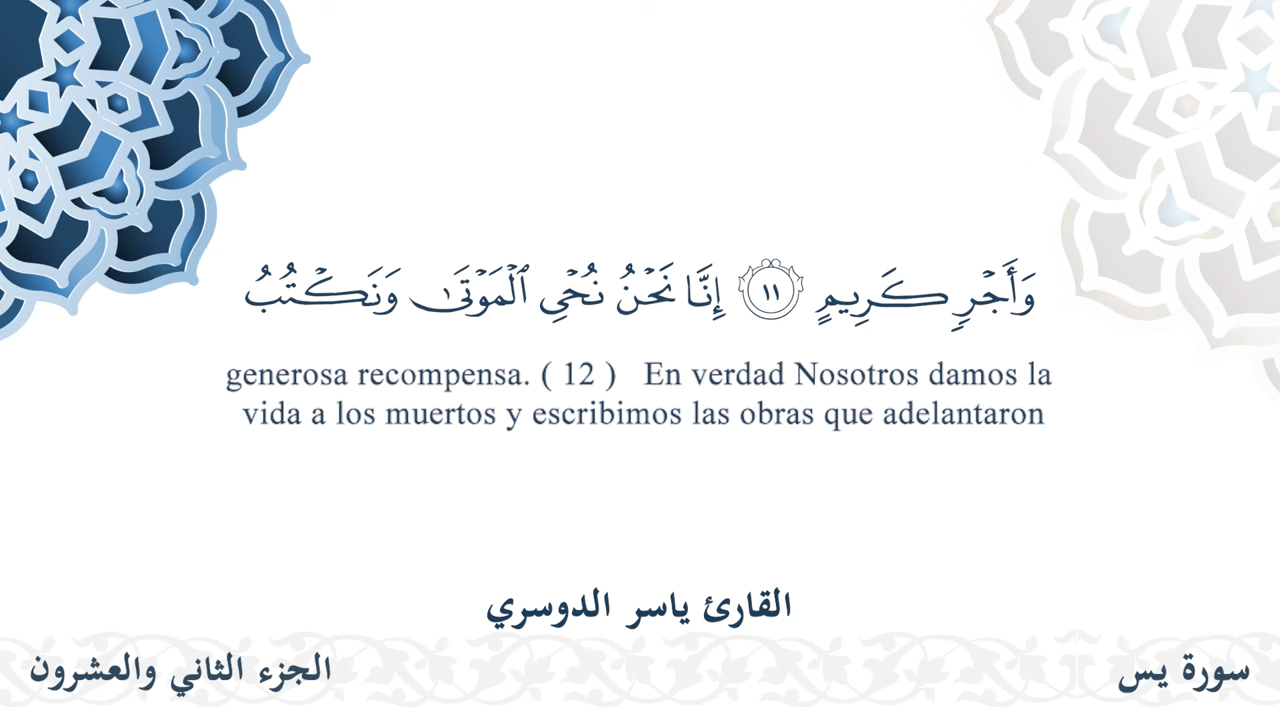 وَأَجْرٍ كَرِيمٍ ١١ إِنَّا نَحْنُ نُحْيِ ٱلْمَوْتَىٰ وَنَكْتُبُ
generosa recompensa. ( 12 ) En verdad Nosotros damos la
vida a los muertos y escribimos las obras que adelantaron
القارئ ياسر الدوسري
سورة يس
الجزء الثاني والعشرون